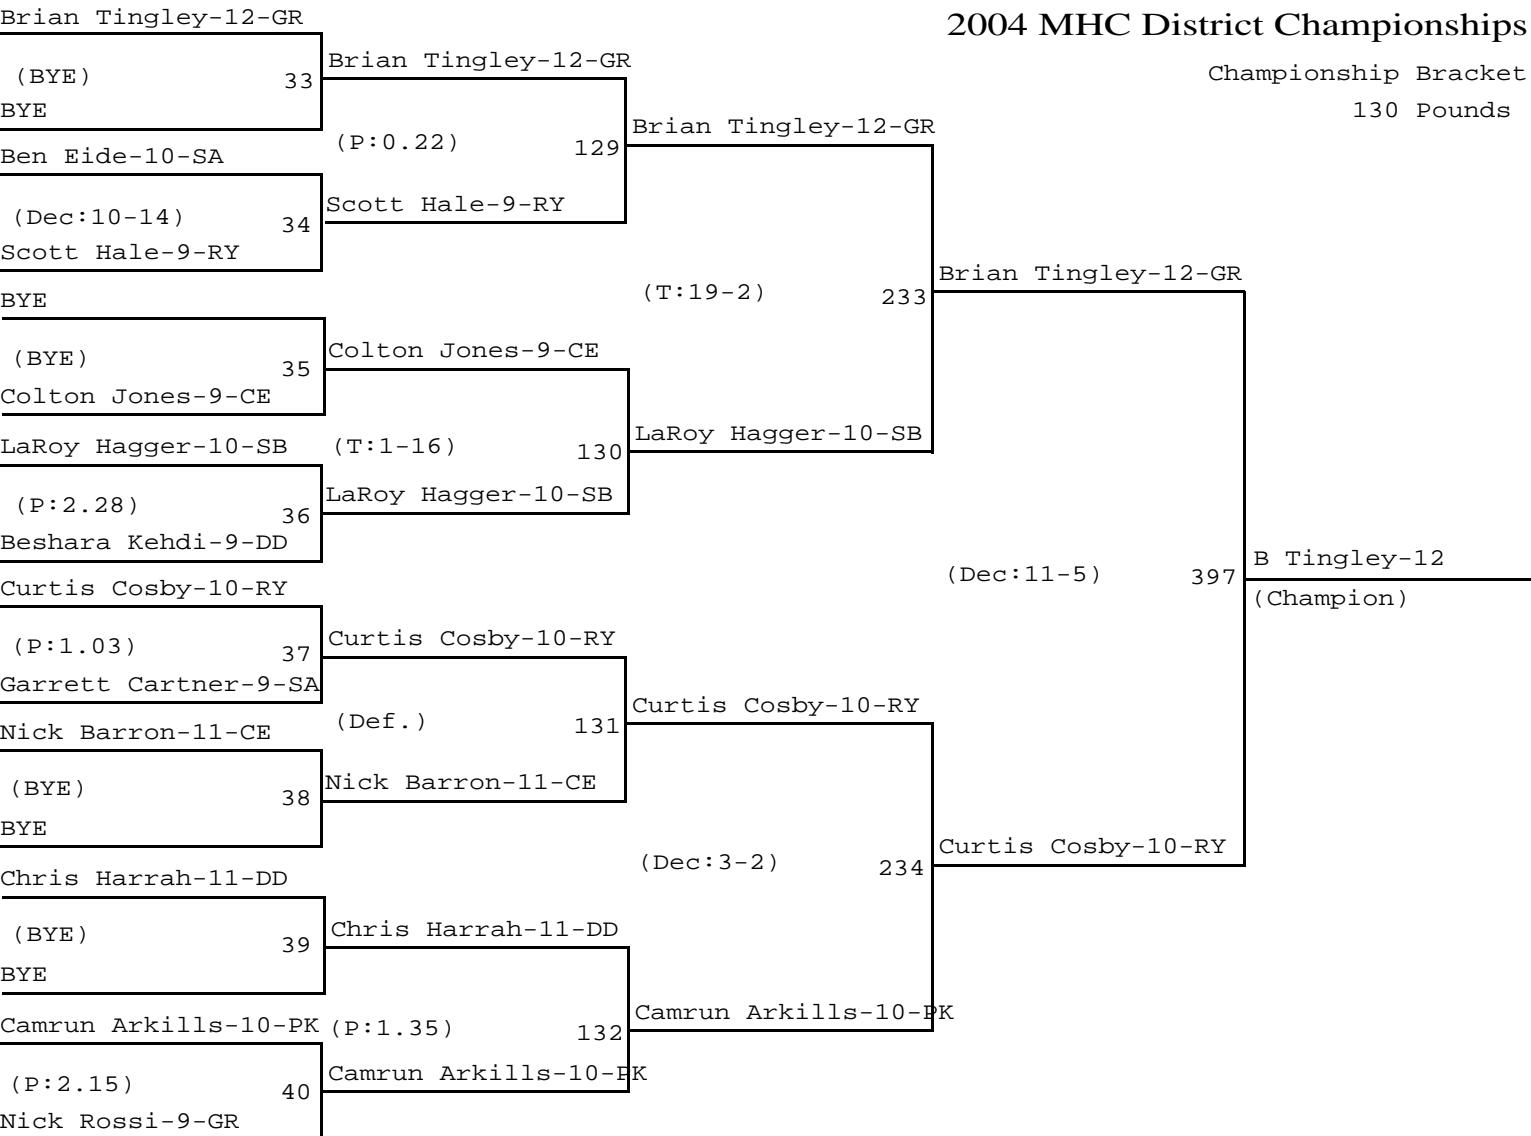 2004 MHC District Championships
Championship Bracket
130 Pounds
Brian Tingley-12-GR
(BYE)
33
BYE
Ben Eide-10-SA
(Dec:10-14)
34
Scott Hale-9-RY
BYE
(BYE)
35
Colton Jones-9-CE
LaRoy Hagger-10-SB
(P:2.28)
36
Beshara Kehdi-9-DD
Curtis Cosby-10-RY
(P:1.03)
37
Garrett Cartner-9-SA
Nick Barron-11-CE
(BYE)
38
BYE
Chris Harrah-11-DD
(BYE)
39
BYE
Camrun Arkills-10-PK
(P:2.15)
40
Nick Rossi-9-GR
Brian Tingley-12-GR
(P:0.22)
129
Scott Hale-9-RY
Colton Jones-9-CE
(T:1-16)
130
LaRoy Hagger-10-SB
Curtis Cosby-10-RY
(Def.)
131
Nick Barron-11-CE
Chris Harrah-11-DD
(P:1.35)
132
Camrun Arkills-10-PK
Brian Tingley-12-GR
(T:19-2)
233
LaRoy Hagger-10-SB
Curtis Cosby-10-RY
(Dec:3-2)
234
Camrun Arkills-10-PK
Brian Tingley-12-GR
(Dec:11-5)
397
Curtis Cosby-10-RY
B Tingley-12
(Champion)